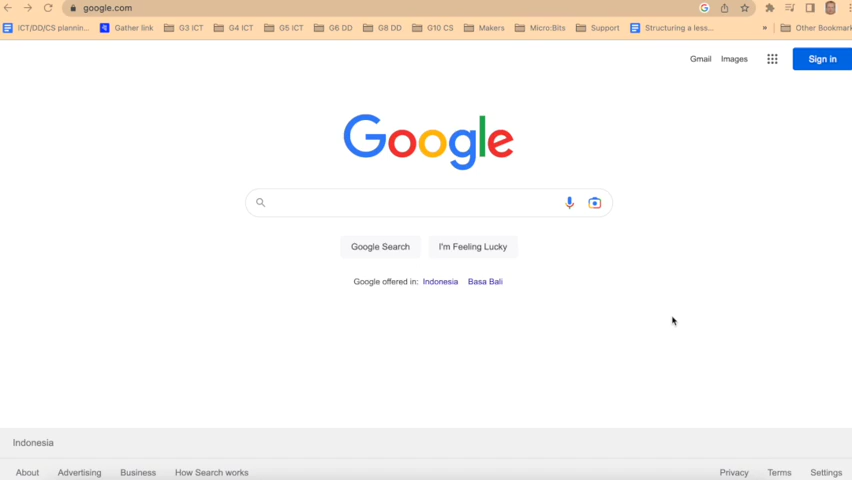 google.com
ICT/DD/CS plannin... Gather link G3 ICT G4 ICT G5 ICT G6 DD G8 DD G10 CS Makers Micro:Bits Support Structuring a less... » Other Bookmark
Gmail Images Sign in
Google
Google Search I'm Feeling Lucky
Google offered in: Indonesia Basa Bali
Indonesia
About Advertising Business How Search works Privacy Terms Settings